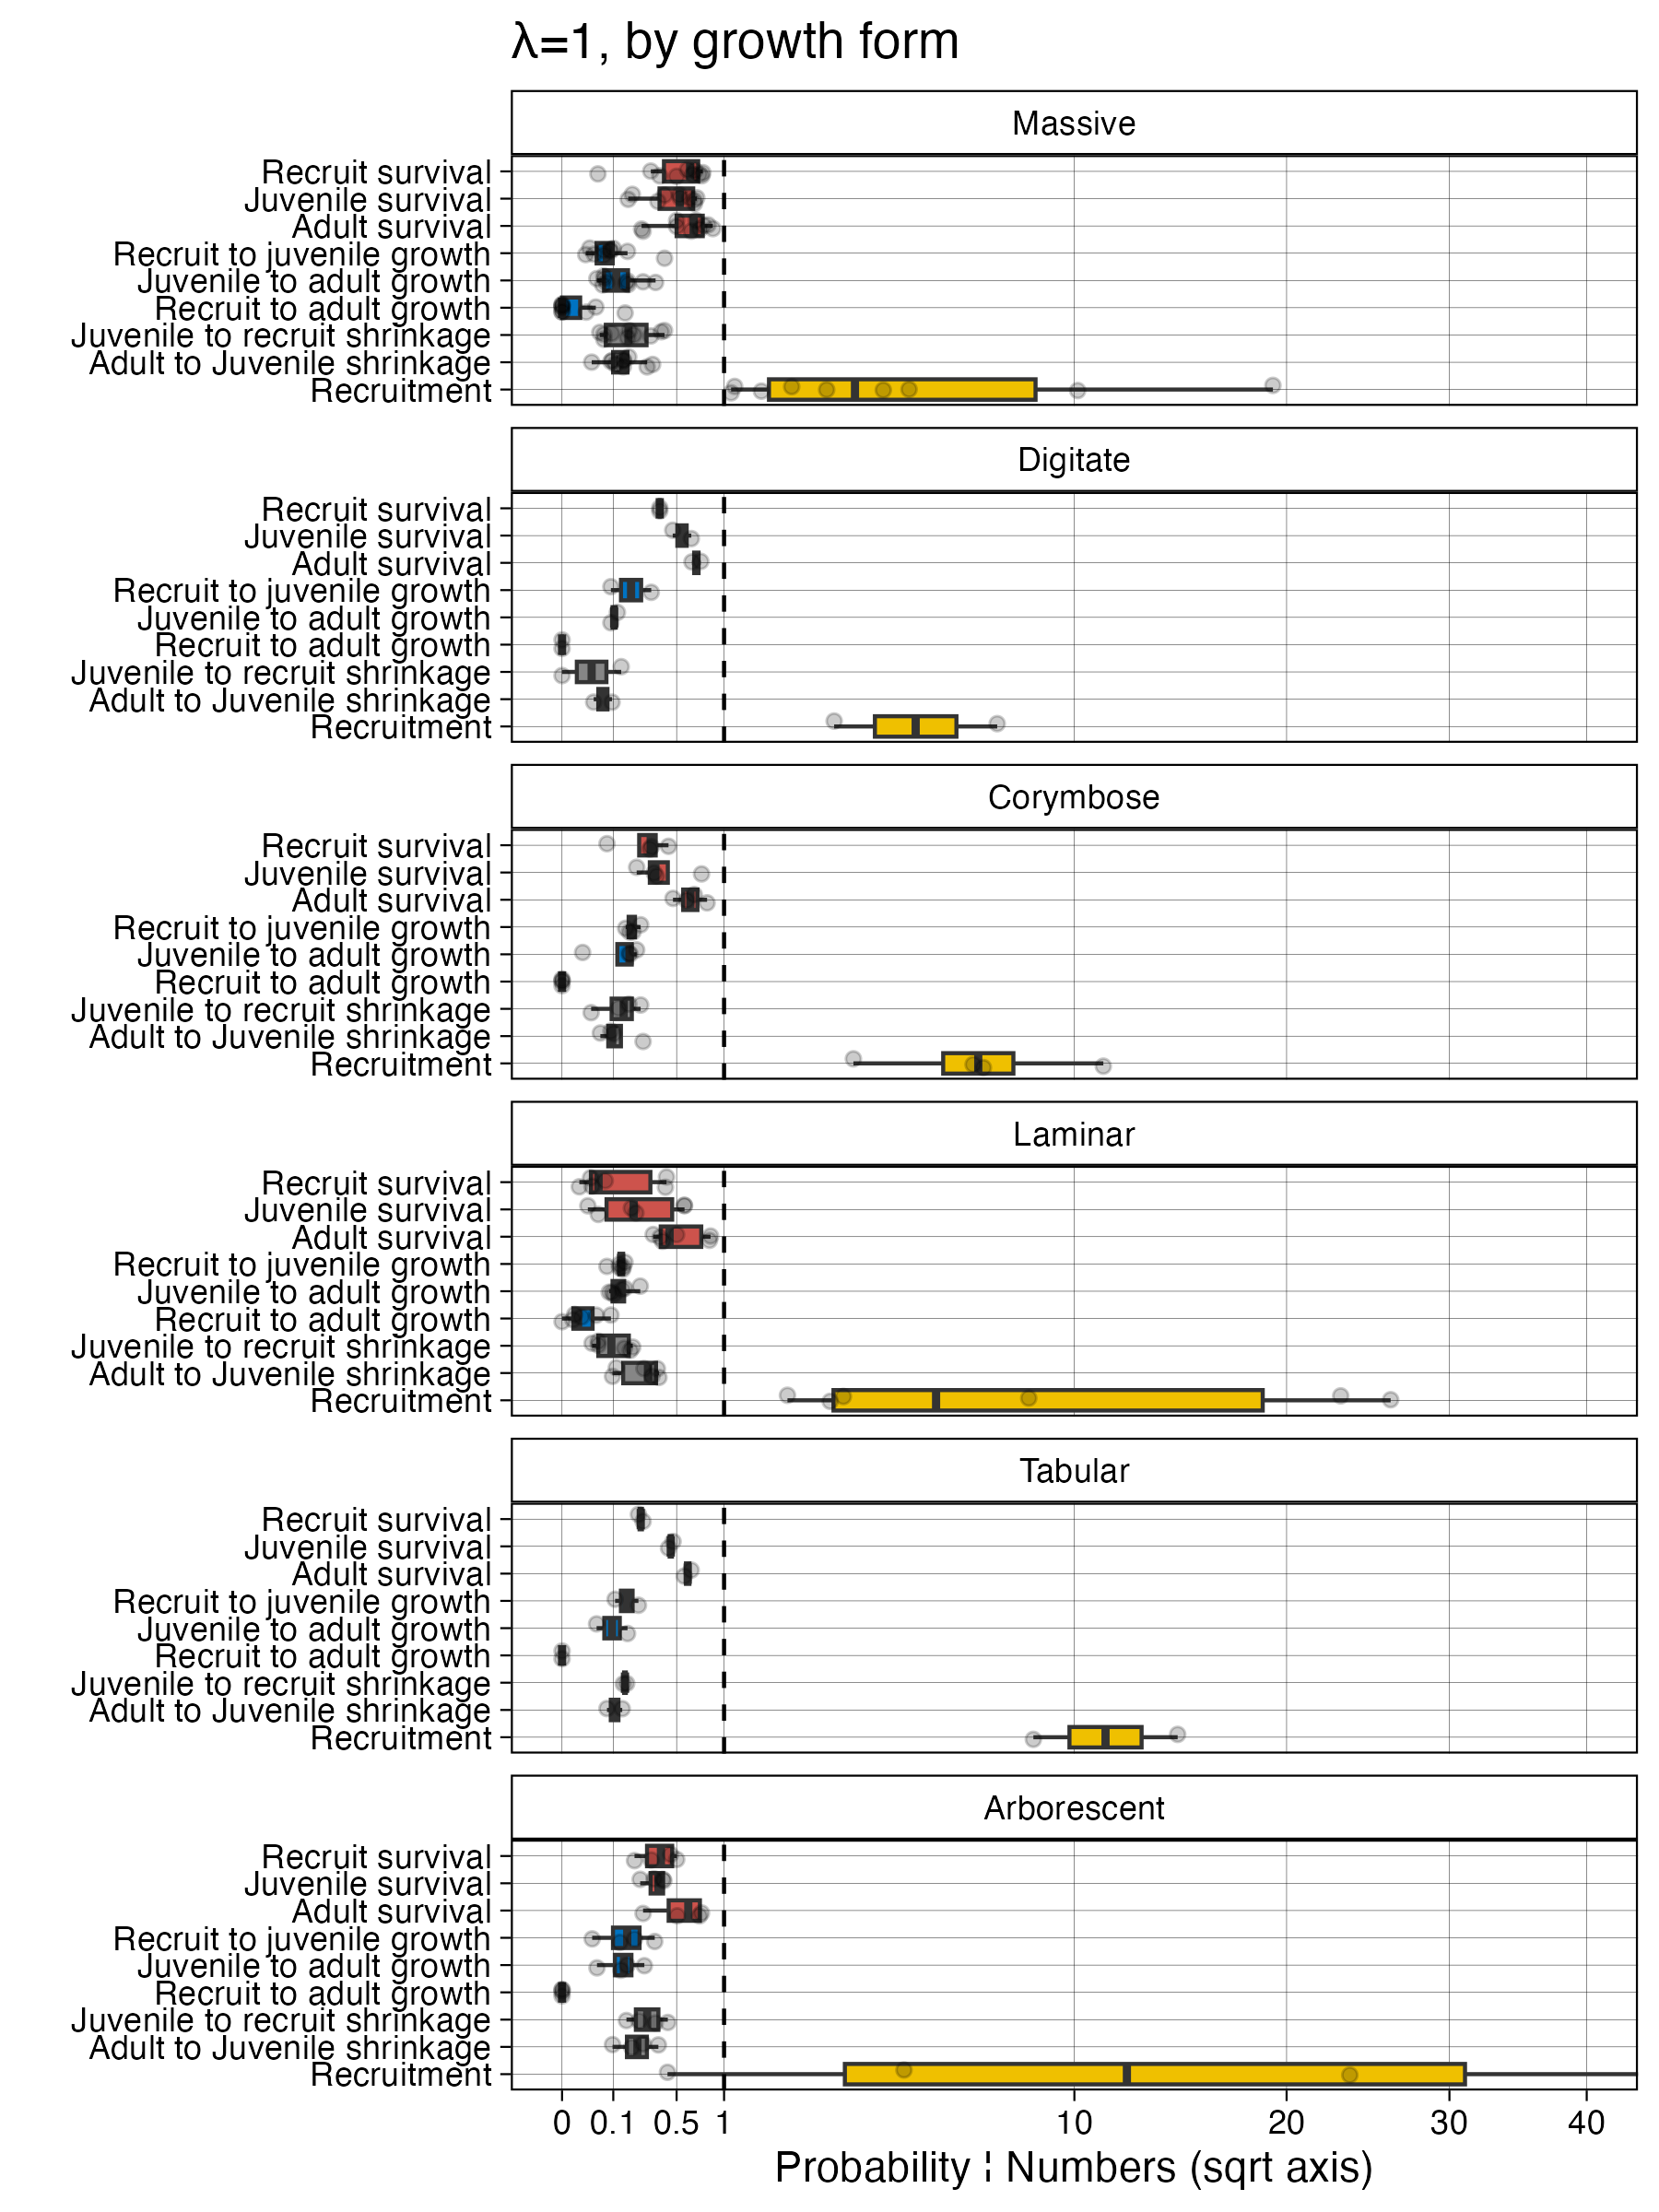 λ=1, by growth form
Massive
Recruit survival
Juvenile survival
Adult survival
Recruit to juvenile growth
Juvenile to adult growth
Recruit to adult growth
Juvenile to recruit shrinkage
Adult to Juvenile shrinkage
Recruitment
Digitate
Recruit survival
Juvenile survival
Adult survival
Recruit to juvenile growth
Juvenile to adult growth
Recruit to adult growth
Juvenile to recruit shrinkage
Adult to Juvenile shrinkage
Recruitment
Corymbose
Recruit survival
Juvenile survival
Adult survival
Recruit to juvenile growth
Juvenile to adult growth
Recruit to adult growth
Juvenile to recruit shrinkage
Adult to Juvenile shrinkage
Recruitment
Laminar
Recruit survival
Juvenile survival
Adult survival
Recruit to juvenile growth
Juvenile to adult growth
Recruit to adult growth
Juvenile to recruit shrinkage
Adult to Juvenile shrinkage
Recruitment
Tabular
Recruit survival
Juvenile survival
Adult survival
Recruit to juvenile growth
Juvenile to adult growth
Recruit to adult growth
Juvenile to recruit shrinkage
Adult to Juvenile shrinkage
Recruitment
Arborescent
Recruit survival
Juvenile survival
Adult survival
Recruit to juvenile growth
Juvenile to adult growth
Recruit to adult growth
Juvenile to recruit shrinkage
Adult to Juvenile shrinkage
Recruitment
0 0.1 0.5 1 10 20 30 40
Probability ¦ Numbers (sqrt axis)